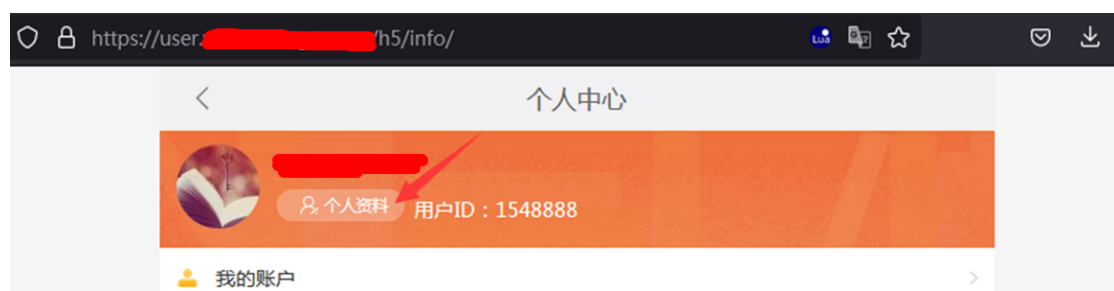 https://user. /h5/info/
Lua
个人中心
个人资料
用户ID：1548888
我的账户